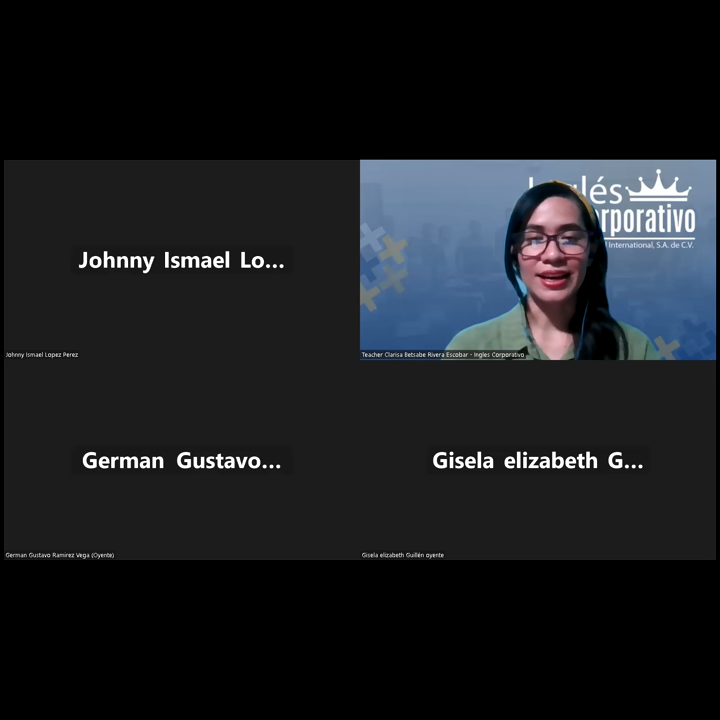 Johnny Ismael Lo...
Johnny Ismael Lopez Perez
Inglés
rporativo
International, S.A. de C.V.
Teacher Clarisa Betsabe Rivera Escobar - Ingles Corporativo
German Gustavo...
German Gustavo Ramirez Vega (Oyente)
Gisela elizabeth G...
Gisela elizabeth Guillén oyente